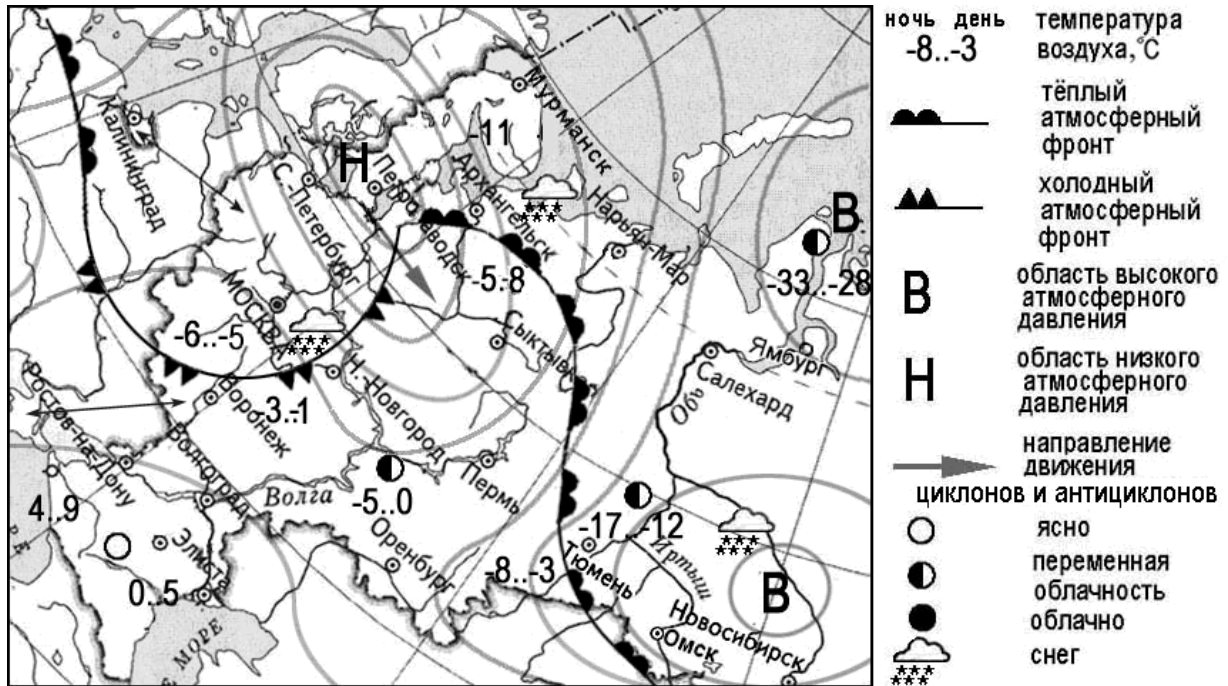 Мурманск
-11
Калининград
С.-Петербург
Н
Петрозаводск
Архангельск
Нарьян-Мар
В
-33..-28
-5.-8
МОСКВА
-6..-5
Сыктывкар
Ямбург
Салехард
Обь
Ростов-на-Дону
Воронеж
-3.-1
Н. Новгород
Волгоград
Волга
Пермь
-5..0
Оренбург
4..9
Элиста
0..5
МОРЕ
-17..-12
Тюмень
Иртыш
-8..-3
В
Новосибирск
Омск
ночь день
температура
-8..-3
воздуха,°С
тёплый
атмосферный
фронт
холодный
атмосферный
фронт
В
область высокого
атмосферного
давления
Н
область низкого
атмосферного
давления
направление
движения
циклонов и антициклонов
ясно
переменная
облачность
облачно
снег